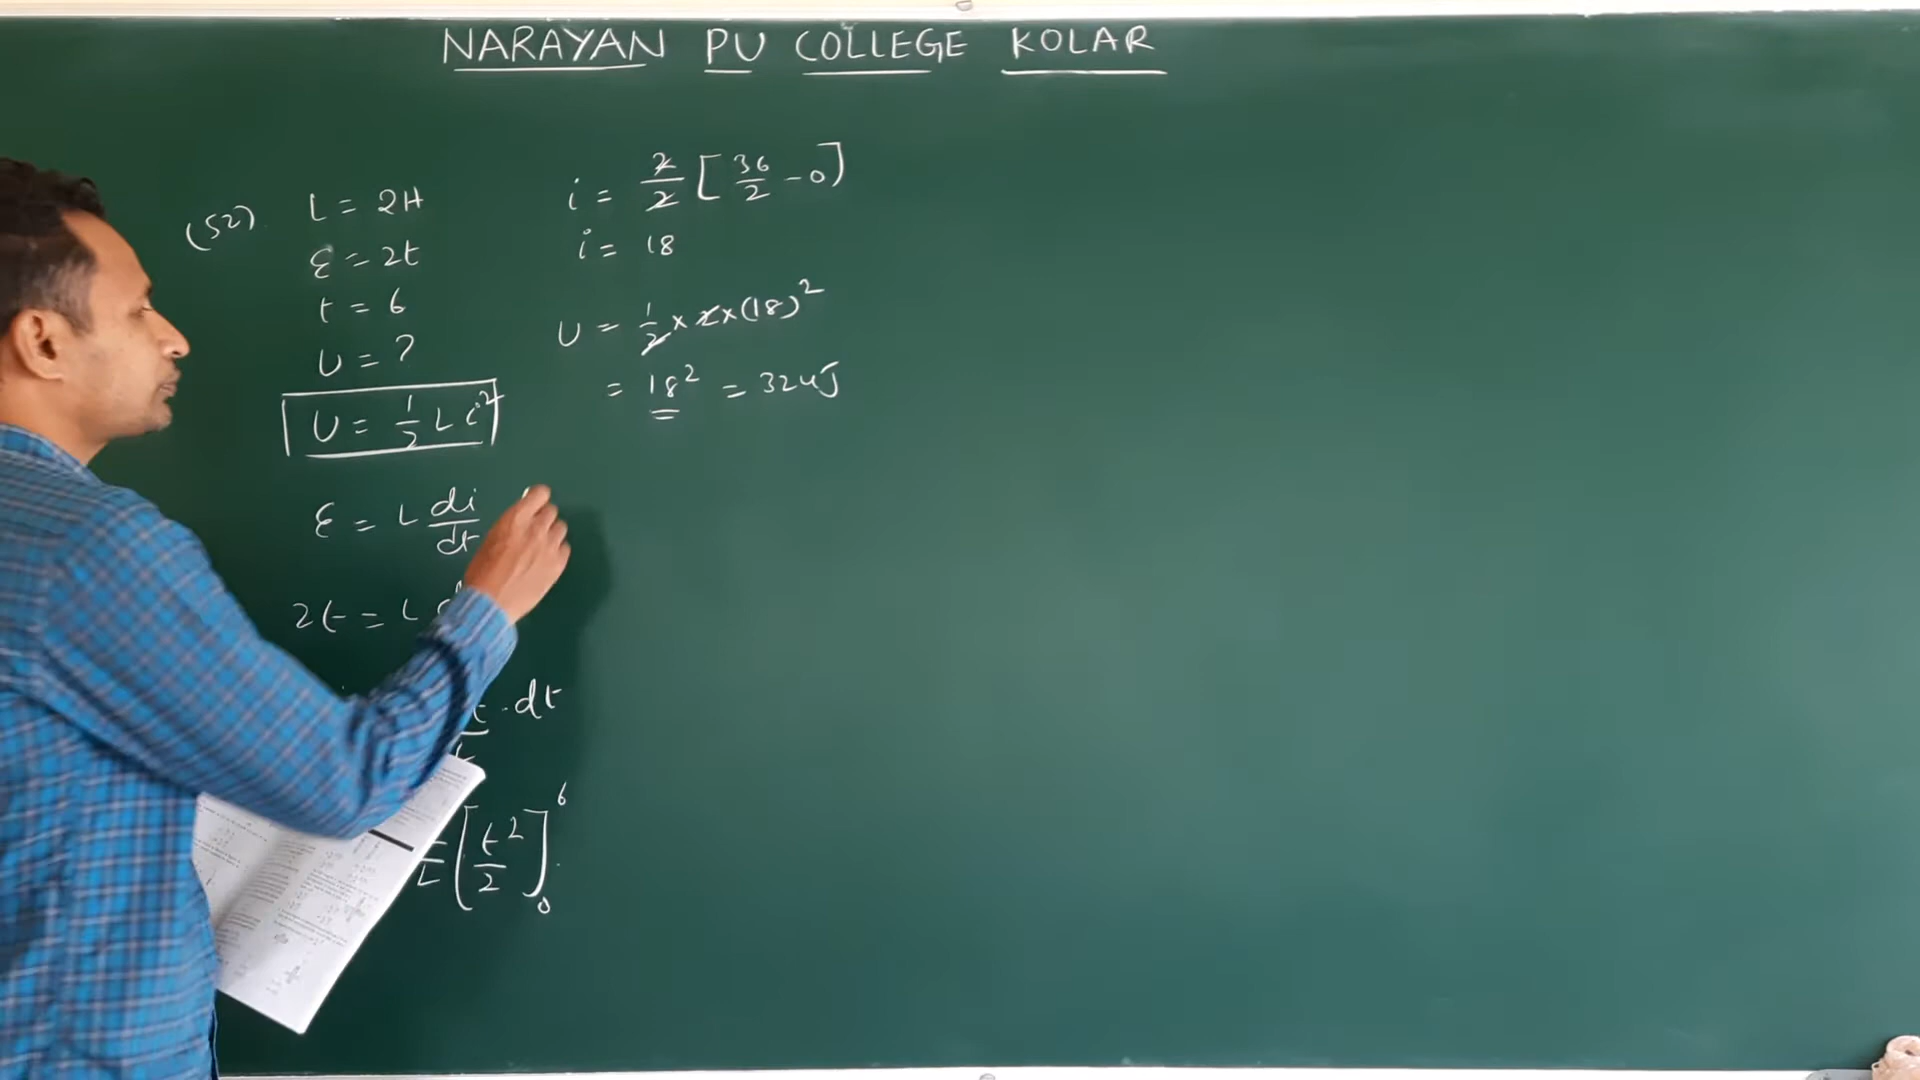 NARAYAN PU COLLEGE KOLAR
(52) L = 2H
ε = 2t
t = 6
U = ?
U = 1/2 L i²
ε = L di/dt
2t = L
. dt
L [t²/2]₀⁶
i = 2/2 [36/2 - 0]
i = 18
U = 1/2 × 2 × (18)²
= 18² = 324J